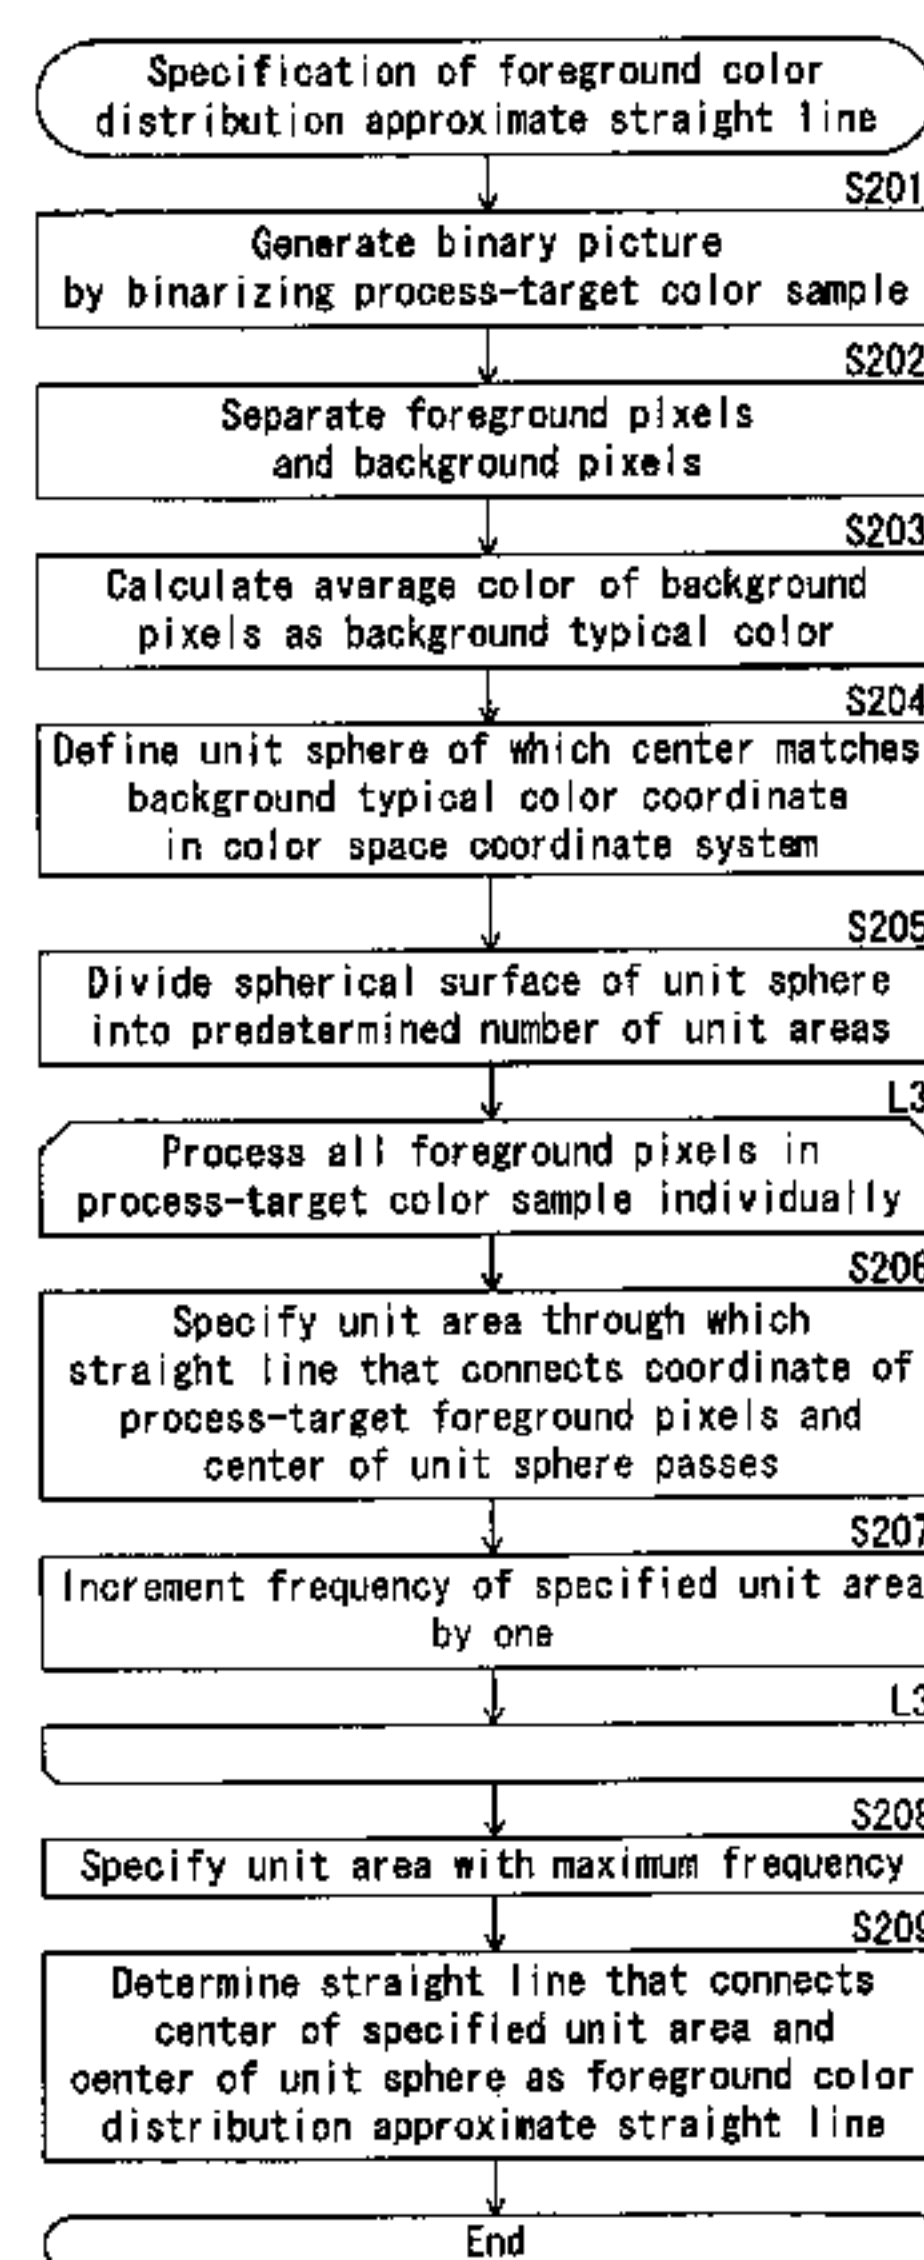 Specification of foreground color
distribution approximate straight line
S201
Generate binary picture
by binarizing process-target color sample
S202
Separate foreground pixels
and background pixels
S203
Calculate average color of background
pixels as background typical color
S204
Define unit sphere of which center matches
background typical color coordinate
in color space coordinate system
S205
Divide spherical surface of unit sphere
into predetermined number of unit areas
L3
Process all foreground pixels in
process-target color sample individually
S206
Specify unit area through which
straight line that connects coordinate of
process-target foreground pixels and
center of unit sphere passes
S207
Increment frequency of specified unit area
by one
L3
S208
Specify unit area with maximum frequency
S209
Determine straight line that connects
center of specified unit area and
center of unit sphere as foreground color
distribution approximate straight line
End